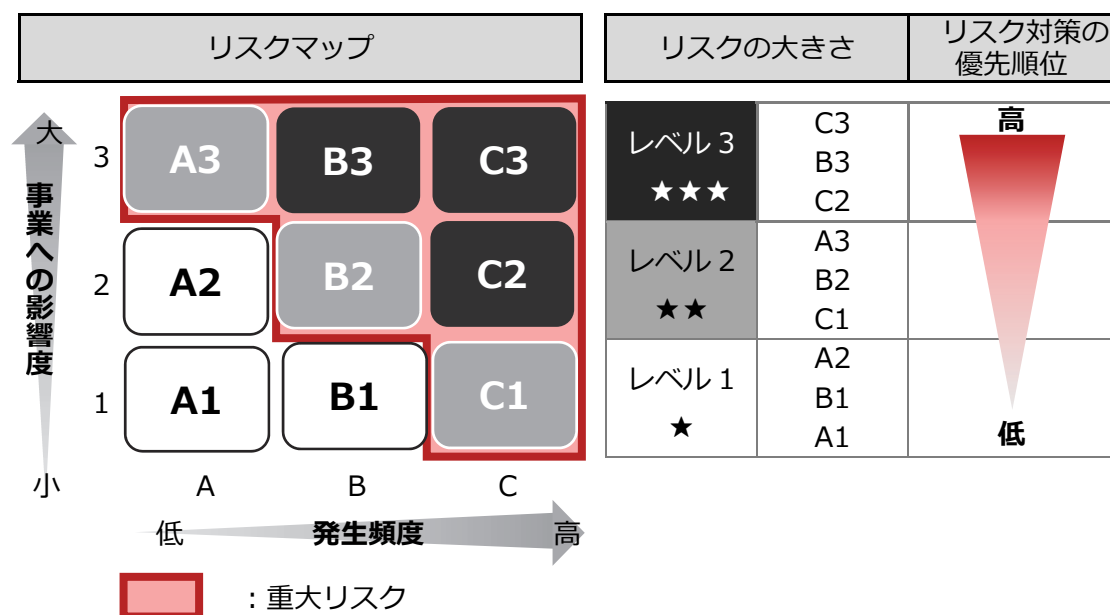 リスクマップ
リスクの大きさ
リスク対策の
優先順位
大
事業への影響度
小
3
2
1
A3
B3
C3
A2
B2
C2
A1
B1
C1
A
B
C
低
発生頻度
高
：重大リスク
レベル 3
★★★
C3
B3
C2
レベル 2
★★
A3
B2
C1
レベル 1
★
A2
B1
A1
高
低